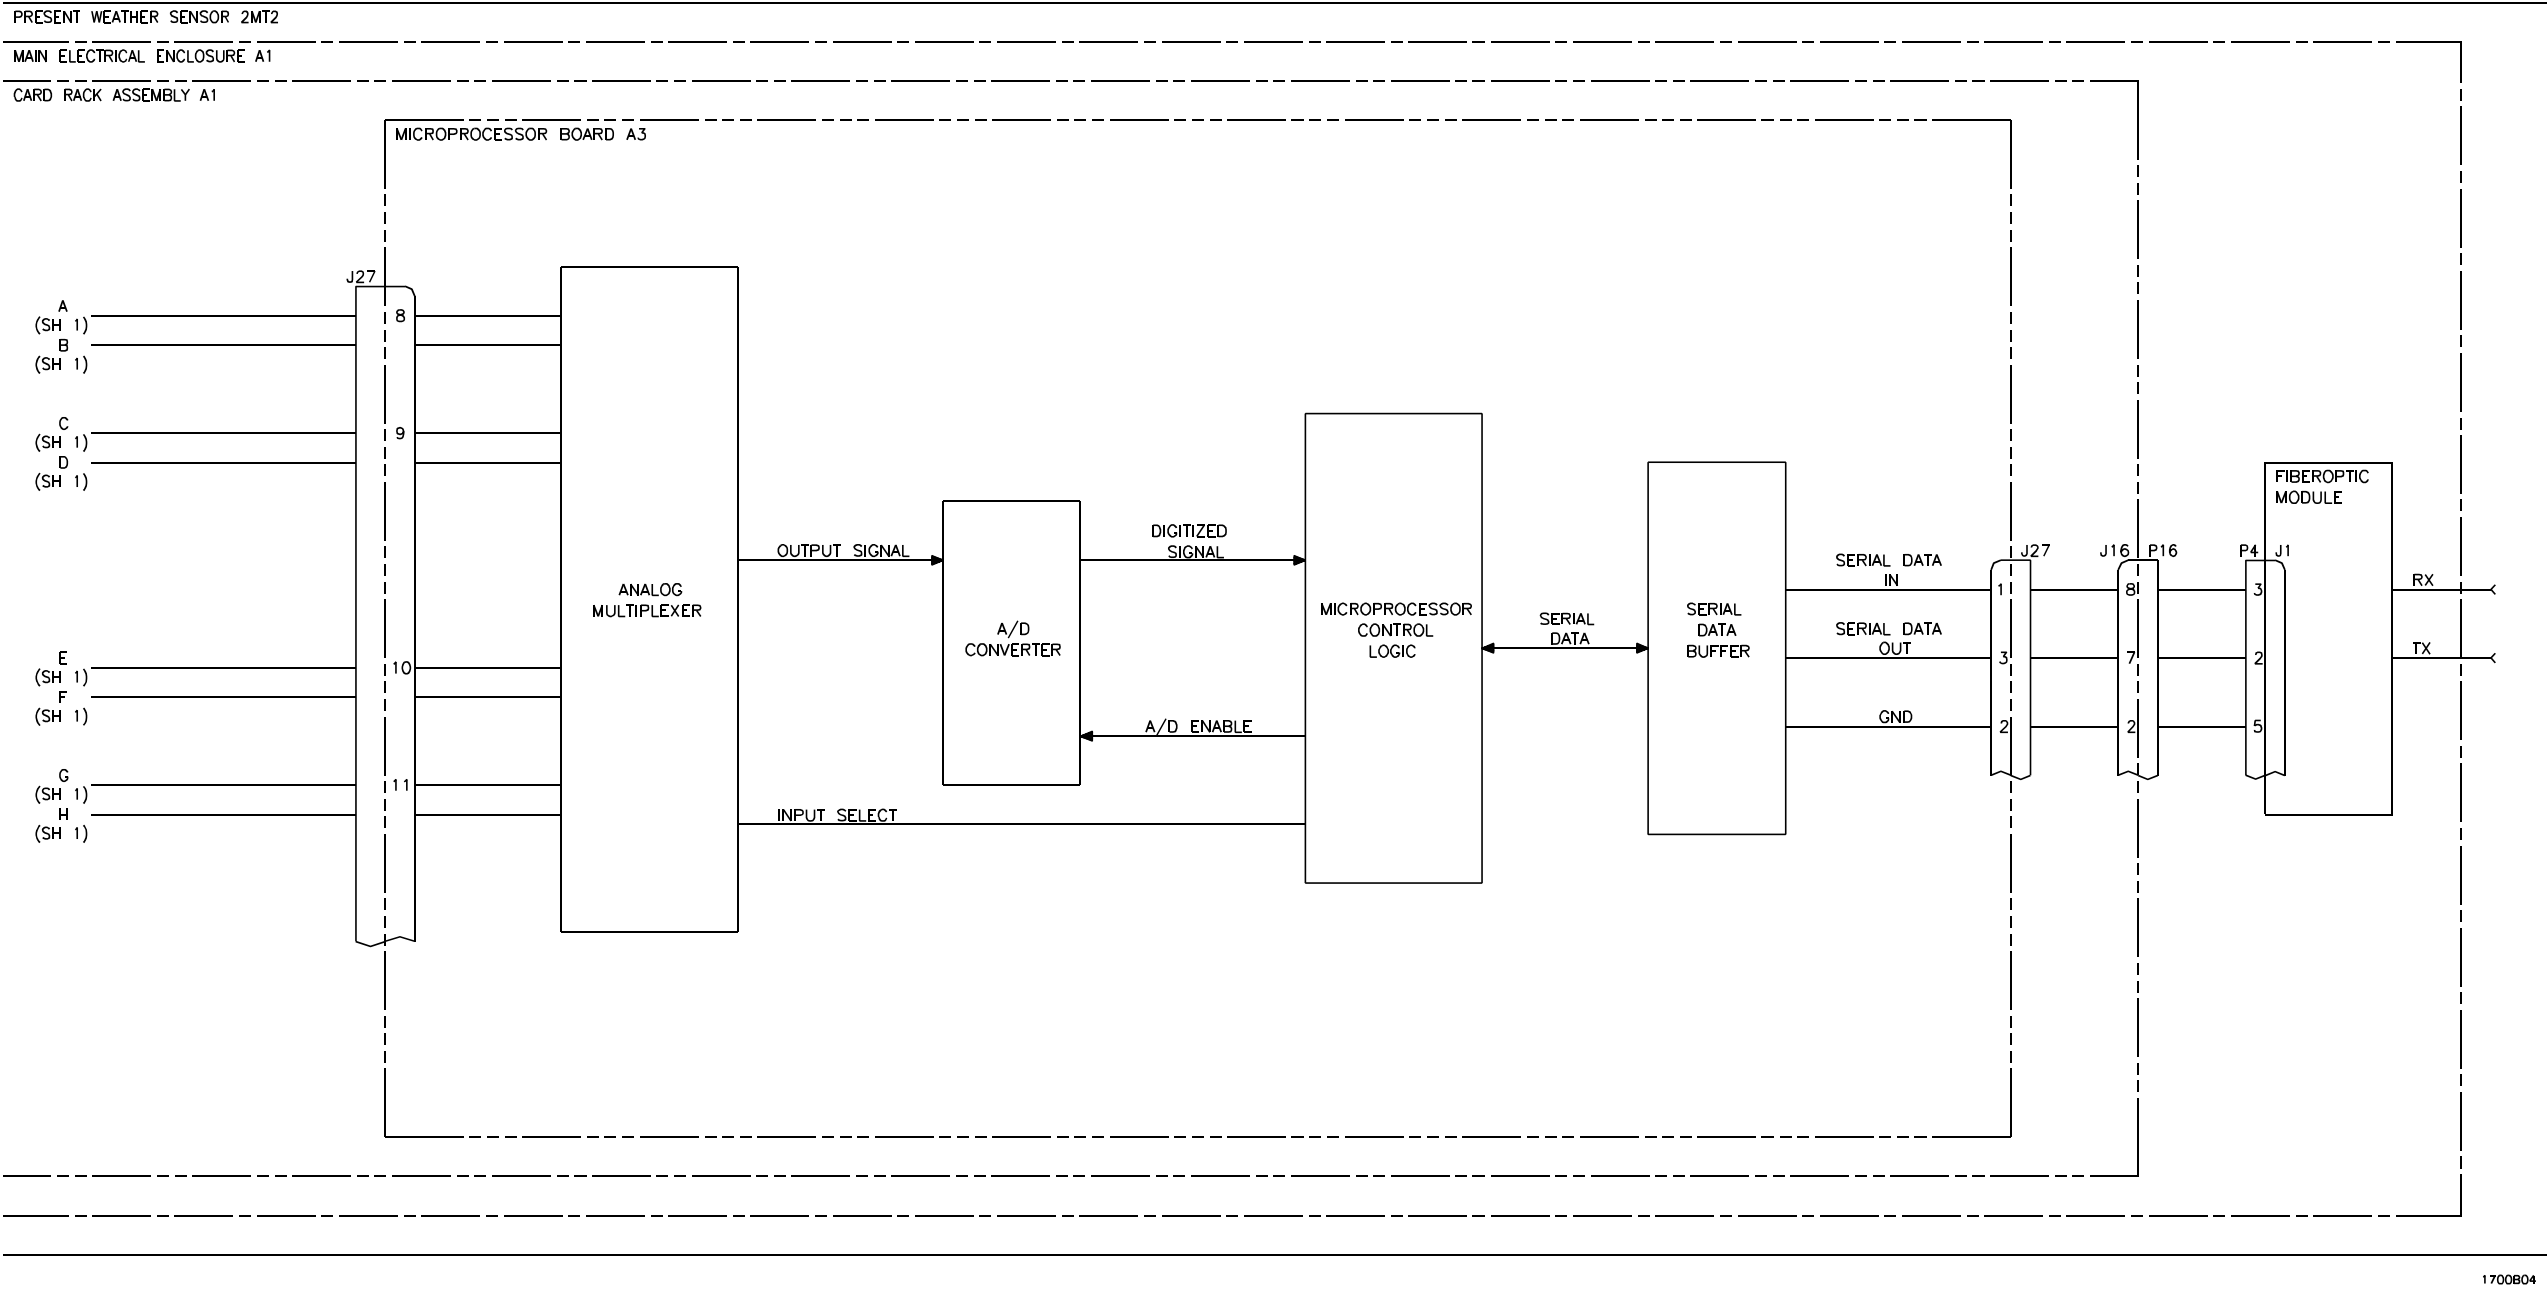 PRESENT WEATHER SENSOR 2MT2
MAIN ELECTRICAL ENCLOSURE A1
CARD RACK ASSEMBLY A1
MICROPROCESSOR BOARD A3
J27
A
(SH 1)
B
(SH 1)
C
(SH 1)
D
(SH 1)
E
(SH 1)
F
(SH 1)
G
(SH 1)
H
(SH 1)
8
9
10
11
ANALOG
MULTIPLEXER
OUTPUT SIGNAL
INPUT SELECT
A/D
CONVERTER
DIGITIZED
SIGNAL
A/D ENABLE
MICROPROCESSOR
CONTROL
LOGIC
SERIAL
DATA
SERIAL
DATA
BUFFER
SERIAL DATA
IN
SERIAL DATA
OUT
GND
J27
1
3
2
J16 P16
8
7
2
P4 J1
3
2
5
FIBEROPTIC
MODULE
RX
TX
1700B04